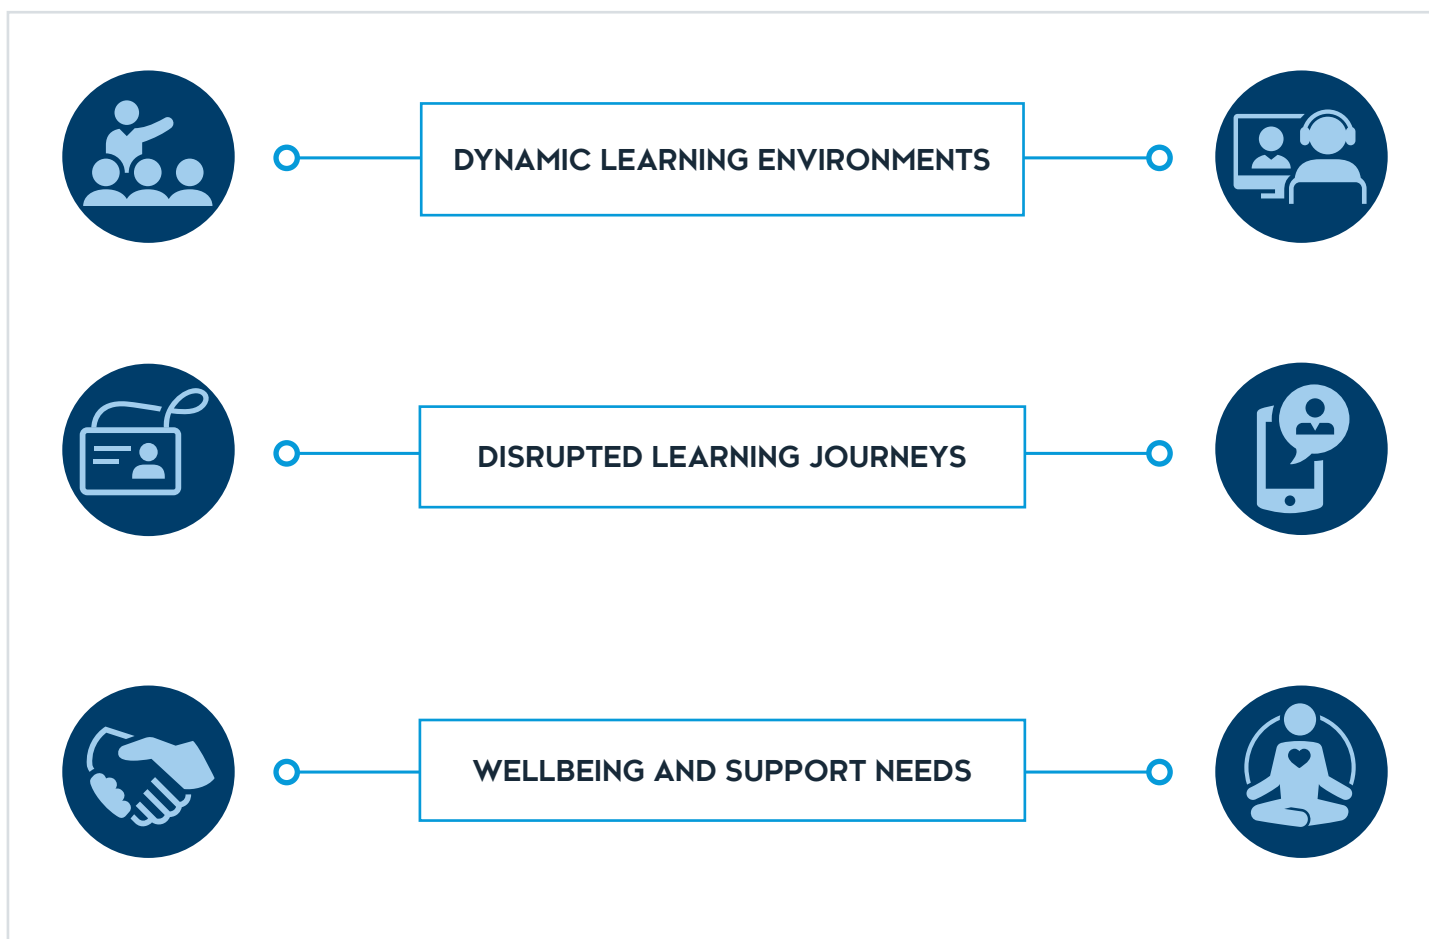 DYNAMIC LEARNING ENVIRONMENTS
DISRUPTED LEARNING JOURNEYS
WELLBEING AND SUPPORT NEEDS